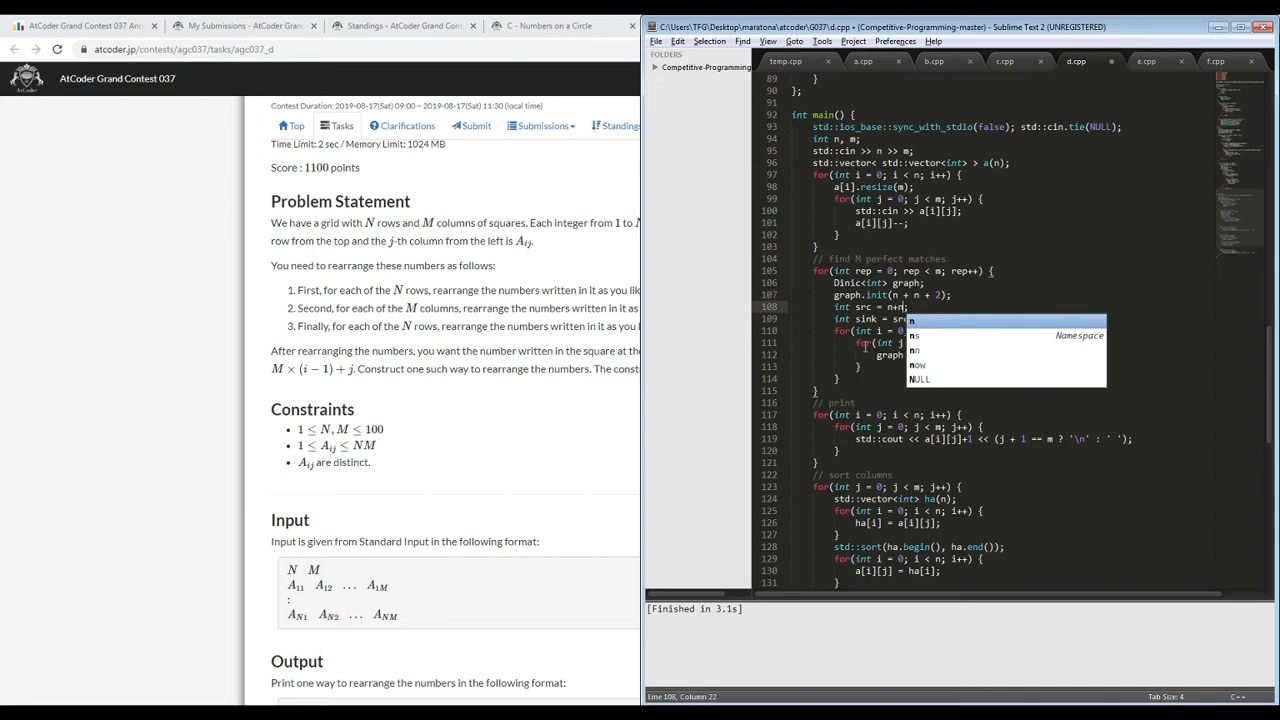 AtCoder Grand Contest 037 Ann
My Submissions - AtCoder Gr
Standings - AtCoder Grand Cont
C - Numbers on a Circle
atcoder.jp/contests/agc037/tasks/agc037_d
AtCoder Grand Contest 037
Contest Duration: 2019-08-17(Sat) 09:00 ~ 2019-08-17(Sat) 11:30 (local time)
Top
Tasks
Clarifications
Submit
Submissions
Standings
Time Limit: 2 sec / Memory Limit: 1024 MB
Score : 1100 points
Problem Statement
We have a grid with N rows and M columns of squares. Each integer from 1 to N
row from the top and the j-th column from the left is Aij.
You need to rearrange these numbers as follows:
1. First, for each of the N rows, rearrange the numbers written in it as you like
2. Second, for each of the M columns, rearrange the numbers written in it as
3. Finally, for each of the N rows, rearrange the numbers written in it as you
After rearranging the numbers, you want the number written in the square at the
M × (i − 1) + j. Construct one such way to rearrange the numbers. The cons
Constraints
• 1 ≤ N, M ≤ 100
• 1 ≤ Aij ≤ NM
• Aij are distinct.
Input
Input is given from Standard Input in the following format:
N M
A11 A12 … A1M
:
AN1 AN2 … ANM
Output
Print one way to rearrange the numbers in the following format:
C:\Users\TFG\Desktop\maratona\atcoder\G037\d.cpp • (Competitive-Programming-master) - Sublime Text 2 (UNREGISTERED)
File Edit Selection Find View Goto Tools Project Preferences Help
FOLDERS
Competitive-Programming
temp.cpp
a.cpp
b.cpp
c.cpp
d.cpp
e.cpp
f.cpp
89 }
90 };
91
92 int main() {
93 std::ios_base::sync_with_stdio(false); std::cin.tie(NULL);
94 int n, m;
95 std::cin >> n >> m;
96 std::vector< std::vector<int> > a(n);
97 for(int i = 0; i < n; i++) {
98 a[i].resize(m);
99 for(int j = 0; j < m; j++) {
100 std::cin >> a[i][j];
101 a[i][j]--;
102 }
103 }
104 // find M perfect matches
105 for(int rep = 0; rep < m; rep++) {
106 Dinic<int> graph;
107 graph.init(n + n + 2);
108 int src = n+n;
109 int sink = src
110 for(int i = 0
111 for(int j
112 graph
113 }
114 }
115 }
116 // print
117 for(int i = 0; i < n; i++) {
118 for(int j = 0; j < m; j++) {
119 std::cout << a[i][j]+1 << (j + 1 == m ? '\n' : ' ');
120 }
121 }
122 // sort columns
123 for(int j = 0; j < m; j++) {
124 std::vector<int> ha(n);
125 for(int i = 0; i < n; i++) {
126 ha[i] = a[i][j];
127 }
128 std::sort(ha.begin(), ha.end());
129 for(int i = 0; i < n; i++) {
130 a[i][j] = ha[i];
131 }
n
ns Namespace
nn
now
NULL
[Finished in 3.1s]
Line 108, Column 22
Tab Size: 4
C++